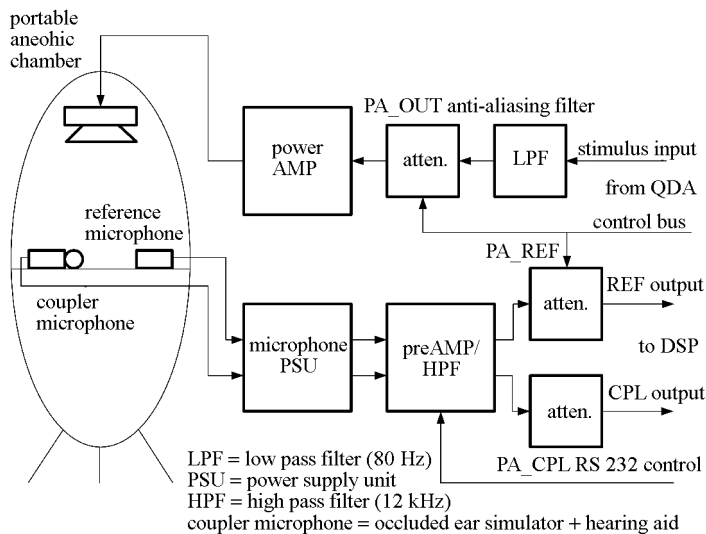 portable
aneohic
chamber
PA_OUT anti-aliasing filter
power
AMP
atten.
LPF
stimulus input
from QDA
control bus
reference
microphone
PA_REF
REF output
atten.
coupler
microphone
microphone
PSU
preAMP/
HPF
to DSP
CPL output
atten.
LPF = low pass filter (80 Hz)
PSU = power supply unit
HPF = high pass filter (12 kHz)
coupler microphone = occluded ear simulator + hearing aid
PA_CPL RS 232 control